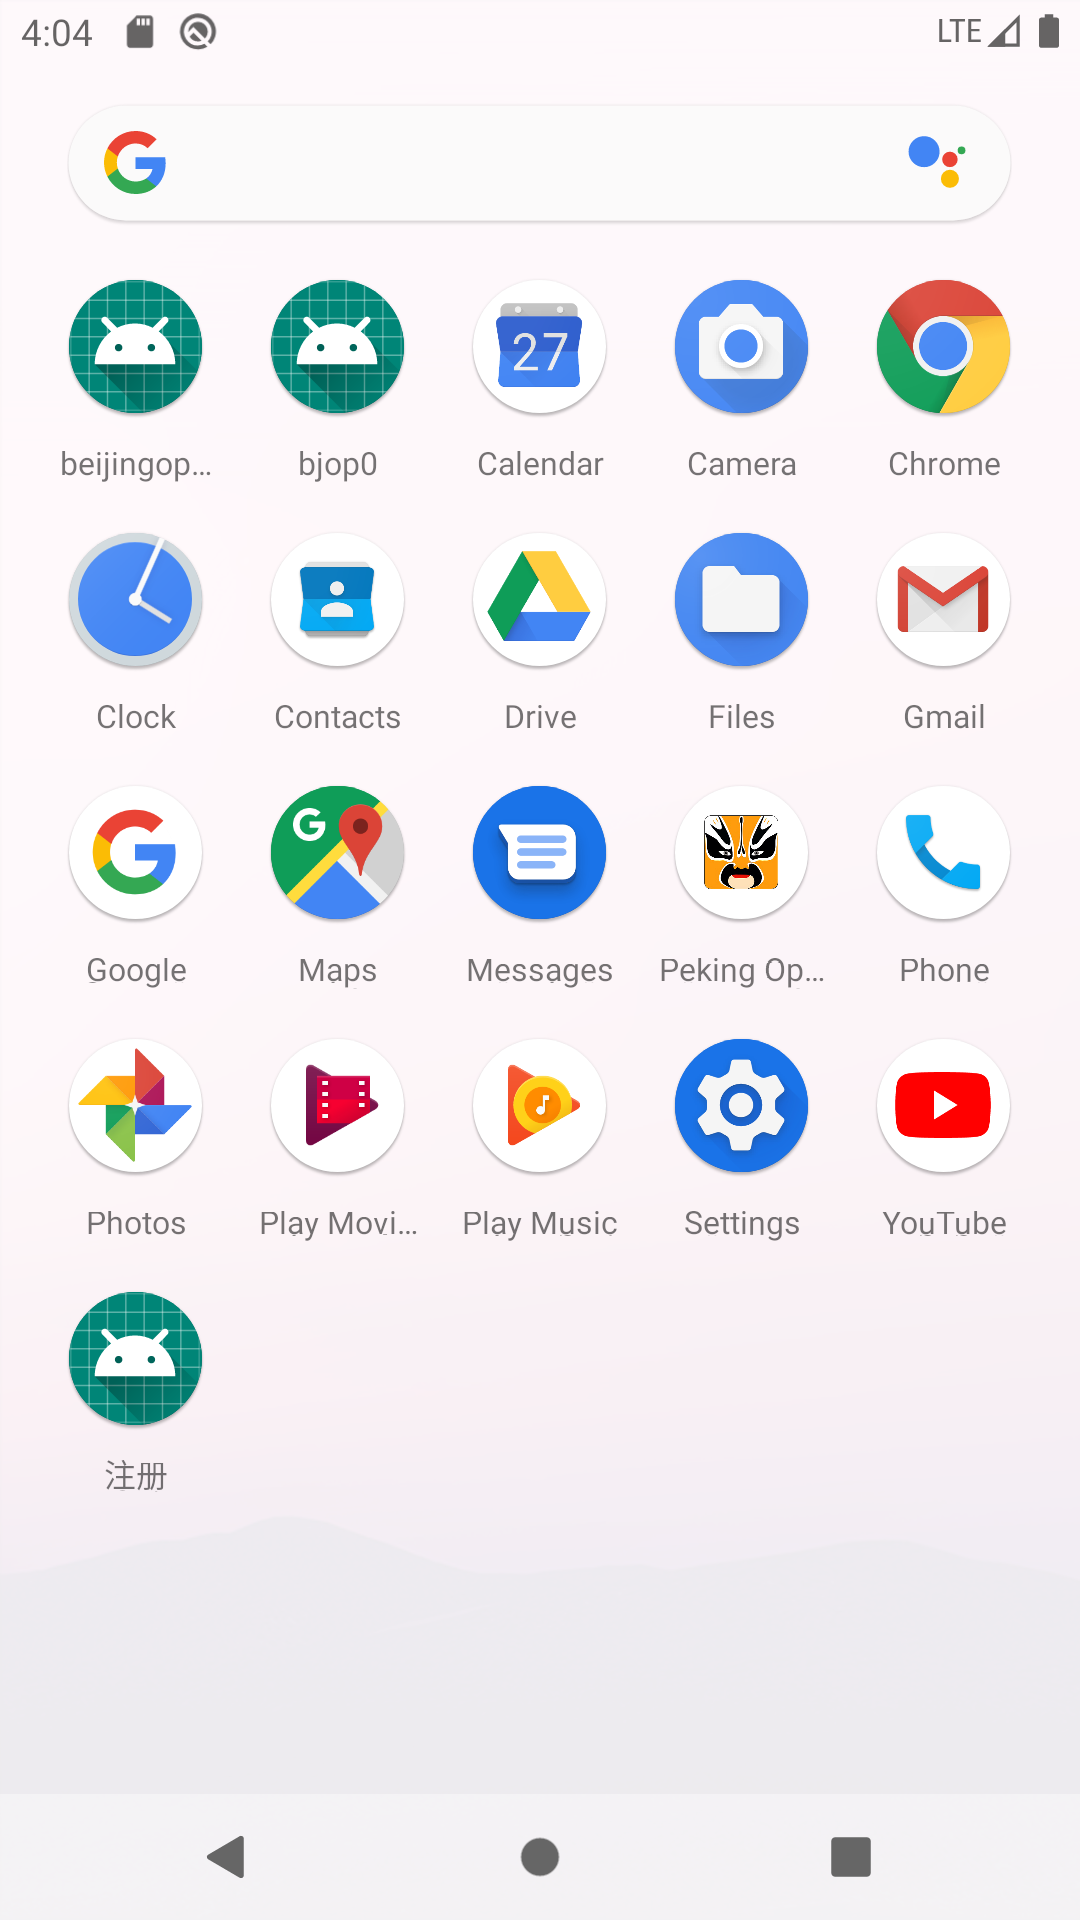 4:04
LTE
27
beijingop...
bjop0
Calendar
Camera
Chrome
Clock
Contacts
Drive
Files
Gmail
Google
Maps
Messages
Peking Op...
Phone
Photos
Play Movi...
Play Music
Settings
YouTube
注册